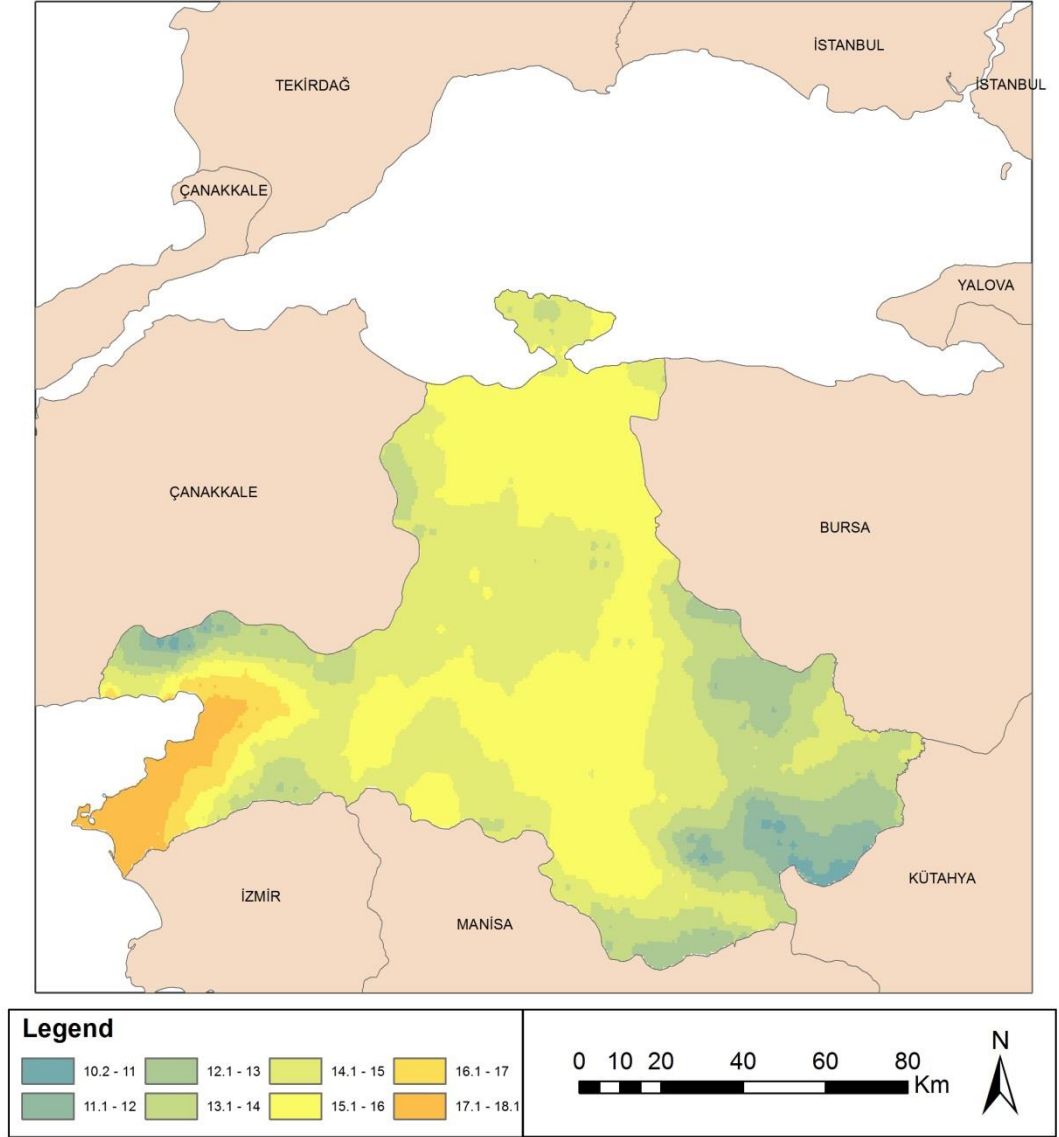 İSTANBUL
TEKİRDAĞ
İSTANBUL
ÇANAKKALE
YALOVA
ÇANAKKALE
BURSA
KÜTAHYA
İZMİR
MANİSA
Legend
10.2 - 11
12.1 - 13
14.1 - 15
16.1 - 17
11.1 - 12
13.1 - 14
15.1 - 16
17.1 - 18.1
0 10 20 40 60 80
Km
N